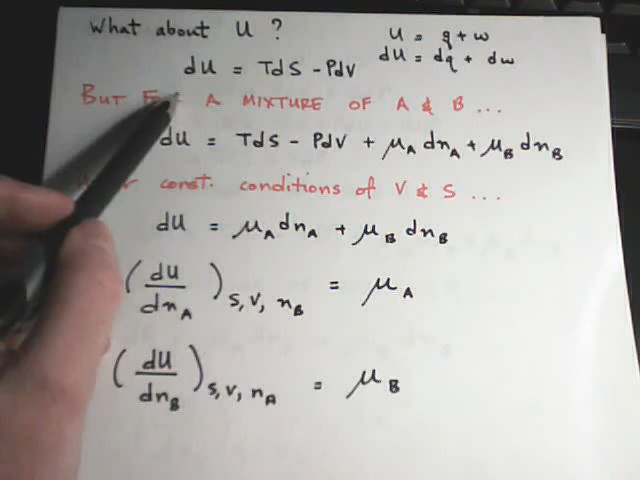 What about U ?
U = q + w
dU = dq + dw
dU = TdS - PdV
BUT A MIXTURE OF A & B ...
dU = TdS - PdV + μA dnA + μB dnB
const. conditions of V & S ...
dU = μA dnA + μB dnB
(dU/dnA)S,V,nB = μA
(dU/dnB)S,V,nA = μB